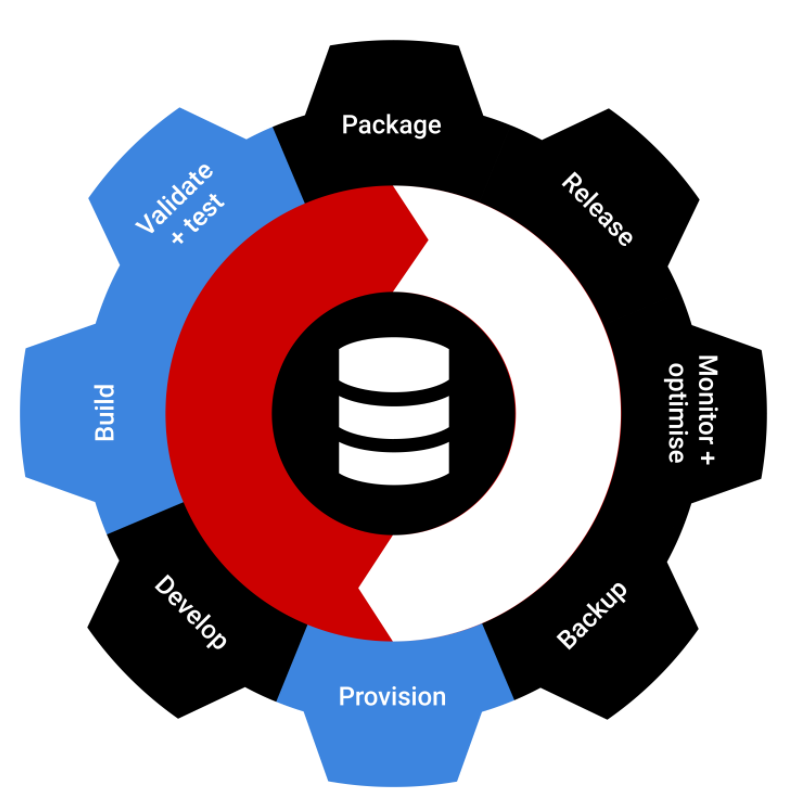 Package
Release
Monitor +
optimise
Backup
Provision
Develop
Build
Validate
+ test